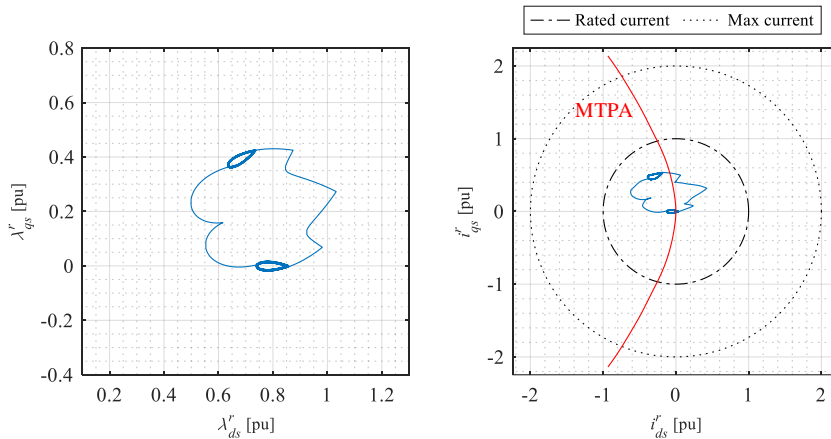 Rated current
Max current
0.8
0.6
0.4
0.2
0
-0.2
-0.4
λ^r_qs [pu]
0.2 0.4 0.6 0.8 1 1.2
λ^r_ds [pu]
2
1
0
-1
-2
i^r_qs [pu]
MTPA
-2 -1 0 1 2
i^r_ds [pu]